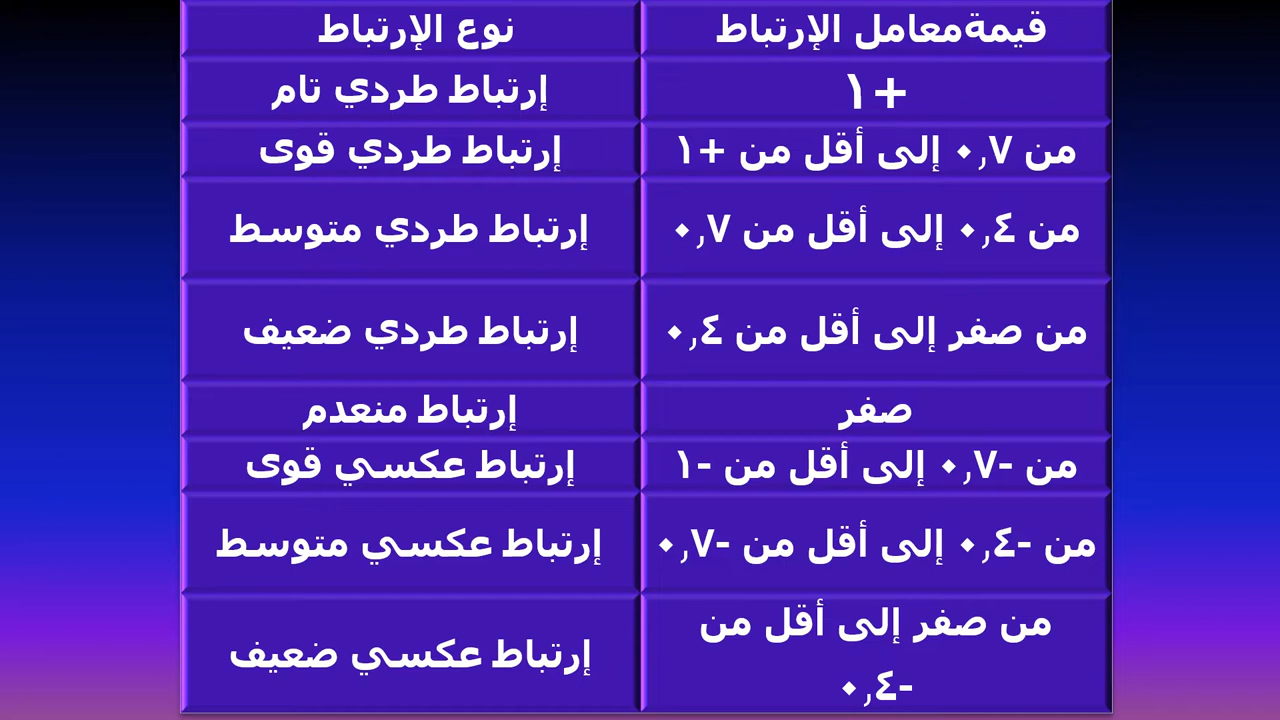 قيمةمعامل الإرتباط
نوع الإرتباط
+١
إرتباط طردي تام
من ٠,٧ إلى أقل من +١
إرتباط طردي قوى
من ٠,٤ إلى أقل من ٠,٧
إرتباط طردي متوسط
من صفر إلى أقل من ٠,٤
إرتباط طردي ضعيف
صفر
إرتباط منعدم
من -٠,٧ إلى أقل من -١
إرتباط عكسي قوى
من -٠,٤ إلى أقل من -٠,٧
إرتباط عكسي متوسط
من صفر إلى أقل من
-٠,٤
إرتباط عكسي ضعيف